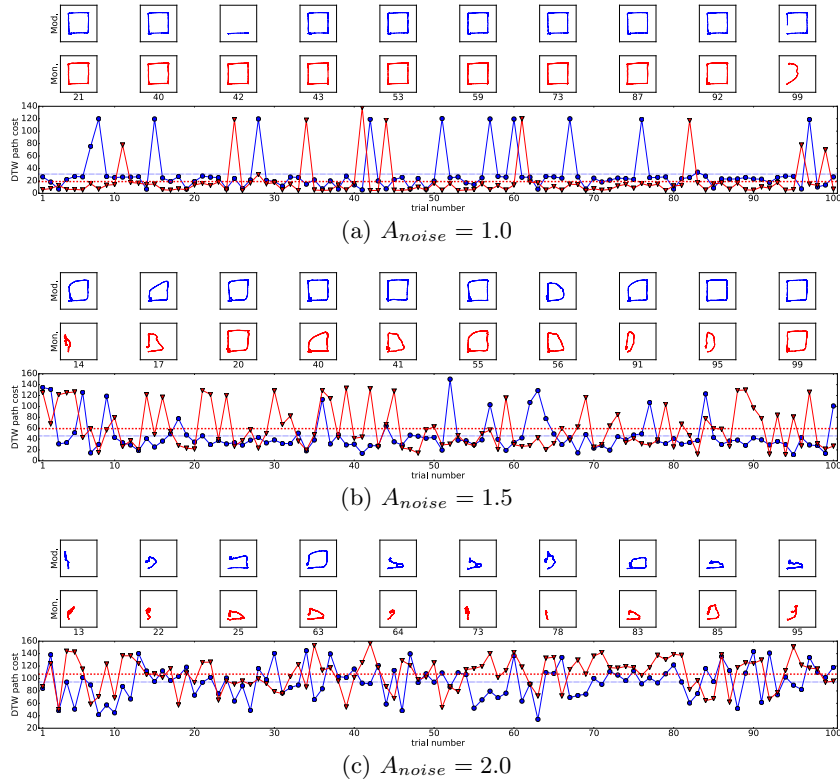 Mod.
Mon.
21 40 42 43 53 59 73 87 92 99
DTW path cost
140
120
100
80
60
40
20
0
1 10 20 30 40 50 60 70 80 90 100
trial number
(a) A_noise = 1.0
Mod.
Mon.
14 17 20 40 41 55 56 91 95 99
DTW path cost
160
140
120
100
80
60
40
20
0
1 10 20 30 40 50 60 70 80 90 100
trial number
(b) A_noise = 1.5
Mod.
Mon.
13 22 25 63 64 73 78 83 85 95
DTW path cost
160
140
120
100
80
60
40
20
0
1 10 20 30 40 50 60 70 80 90 100
trial number
(c) A_noise = 2.0